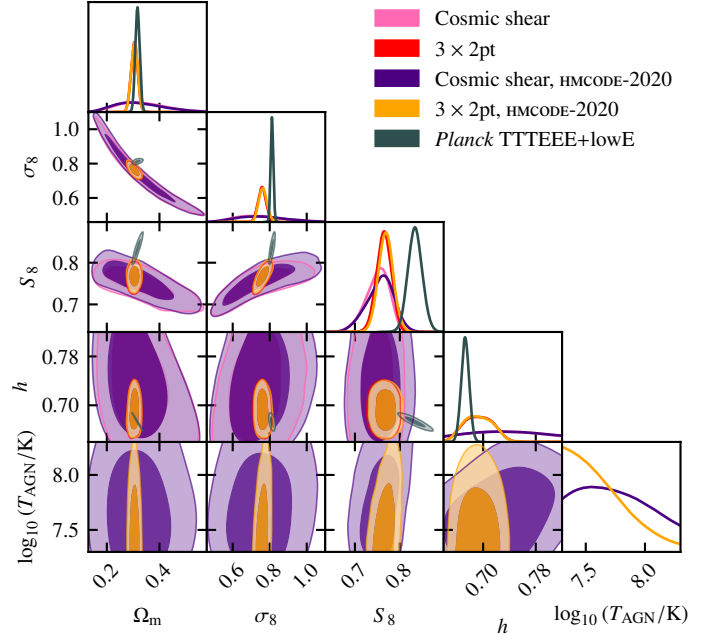 Cosmic shear
3 × 2pt
Cosmic shear, HMCODE-2020
3 × 2pt, HMCODE-2020
Planck TTTEEE+lowE
1.0
0.8
0.6
σ8
0.8
0.7
S8
0.78
0.70
h
8.0
7.5
log10 (TAGN/K)
0.2 0.4
0.6 0.8 1.0
0.7 0.8
0.70 0.78
7.5 8.0
Ωm
σ8
S8
h
log10 (TAGN/K)